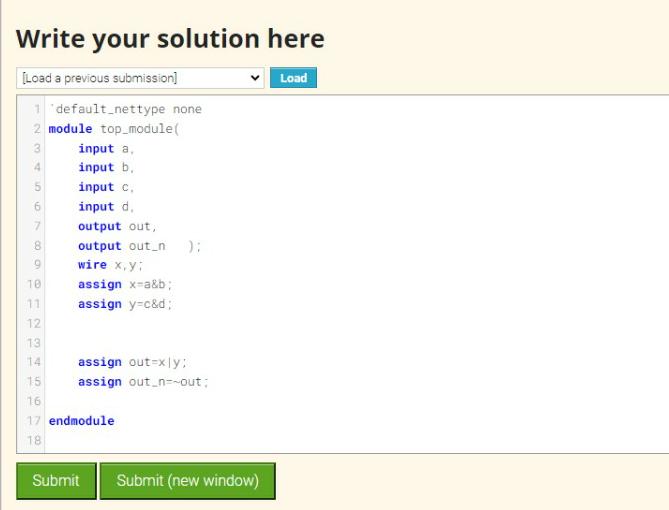 Write your solution here
[Load a previous submission] Load
1 `default_nettype none
2 module top_module(
3 input a,
4 input b,
5 input c,
6 input d,
7 output out,
8 output out_n   );
9 wire x,y;
10 assign x=a&b;
11 assign y=c&d;
12
13
14 assign out=x|y;
15 assign out_n=~out;
16
17 endmodule
18
Submit Submit (new window)